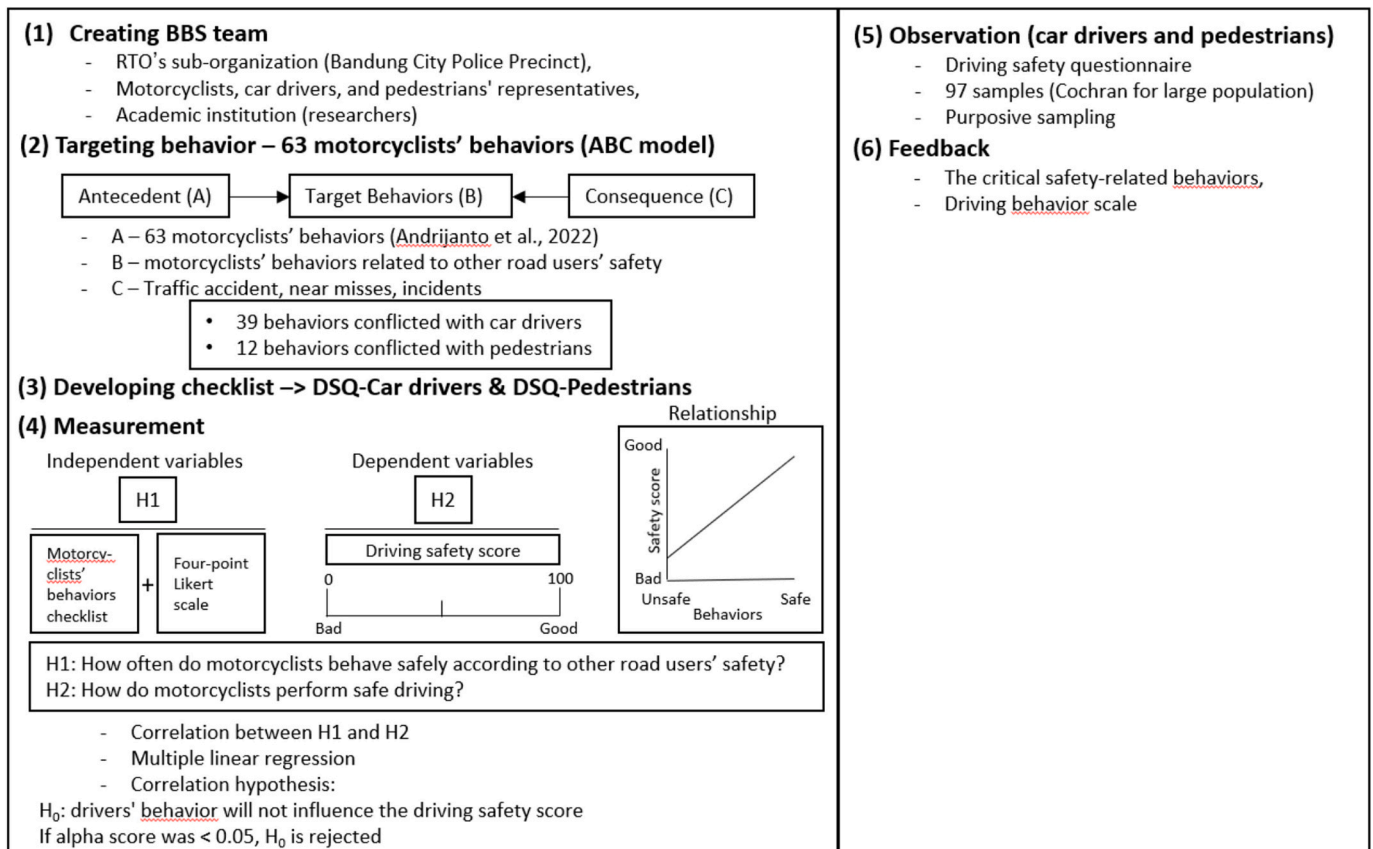 (1) Creating BBS team
- RTO's sub-organization (Bandung City Police Precinct),
- Motorcyclists, car drivers, and pedestrians' representatives,
- Academic institution (researchers)
(2) Targeting behavior – 63 motorcyclists' behaviors (ABC model)
Antecedent (A)
Target Behaviors (B)
Consequence (C)
- A – 63 motorcyclists' behaviors (Andrijanto et al., 2022)
- B – motorcyclists' behaviors related to other road users' safety
- C – Traffic accident, near misses, incidents
• 39 behaviors conflicted with car drivers
• 12 behaviors conflicted with pedestrians
(3) Developing checklist –> DSQ-Car drivers & DSQ-Pedestrians
(4) Measurement
Independent variables
H1
Motorcy-
clists'
behaviors
checklist
+
Four-point
Likert
scale
Dependent variables
H2
Driving safety score
0
100
Bad
Good
Relationship
Good
Safety score
Bad
Unsafe
Safe
Behaviors
H1: How often do motorcyclists behave safely according to other road users' safety?
H2: How do motorcyclists perform safe driving?
- Correlation between H1 and H2
- Multiple linear regression
- Correlation hypothesis:
H₀: drivers' behavior will not influence the driving safety score
If alpha score was < 0.05, H₀ is rejected
(5) Observation (car drivers and pedestrians)
- Driving safety questionnaire
- 97 samples (Cochran for large population)
- Purposive sampling
(6) Feedback
- The critical safety-related behaviors,
- Driving behavior scale